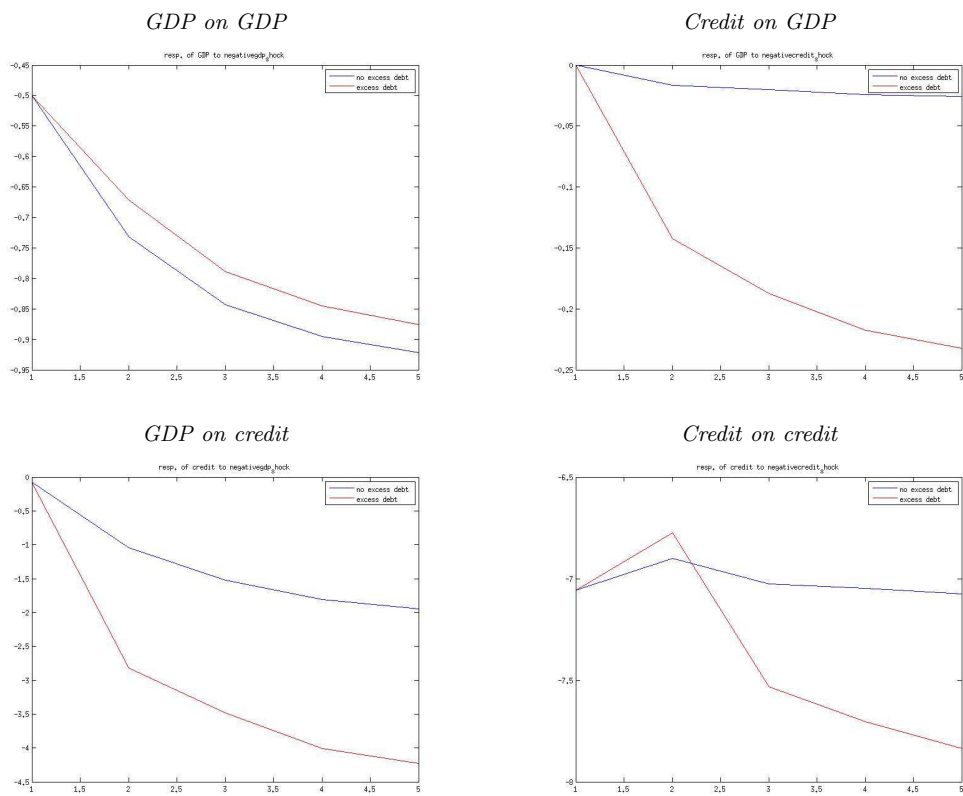 GDP on GDP
resp. of GDP to negativegdp_shock
no excess debt
excess debt
-0.45
-0.5
-0.55
-0.6
-0.65
-0.7
-0.75
-0.8
-0.85
-0.9
-0.95
1 1.5 2 2.5 3 3.5 4 4.5 5
Credit on GDP
resp. of GDP to negativecredit_shock
no excess debt
excess debt
0
-0.05
-0.1
-0.15
-0.2
-0.25
1 1.5 2 2.5 3 3.5 4 4.5 5
GDP on credit
resp. of credit to negativegdp_shock
no excess debt
excess debt
0
-0.5
-1
-1.5
-2
-2.5
-3
-3.5
-4
-4.5
1 1.5 2 2.5 3 3.5 4 4.5 5
Credit on credit
resp. of credit to negativecredit_shock
no excess debt
excess debt
-6.5
-7
-7.5
-8
1 1.5 2 2.5 3 3.5 4 4.5 5